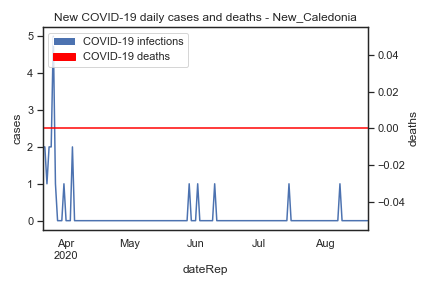 New COVID-19 daily cases and deaths - New_Caledonia
COVID-19 infections
COVID-19 deaths
cases
5
4
3
2
1
0
0.04
0.02
0.00
−0.02
−0.04
deaths
Apr
2020
May
Jun
Jul
Aug
dateRep